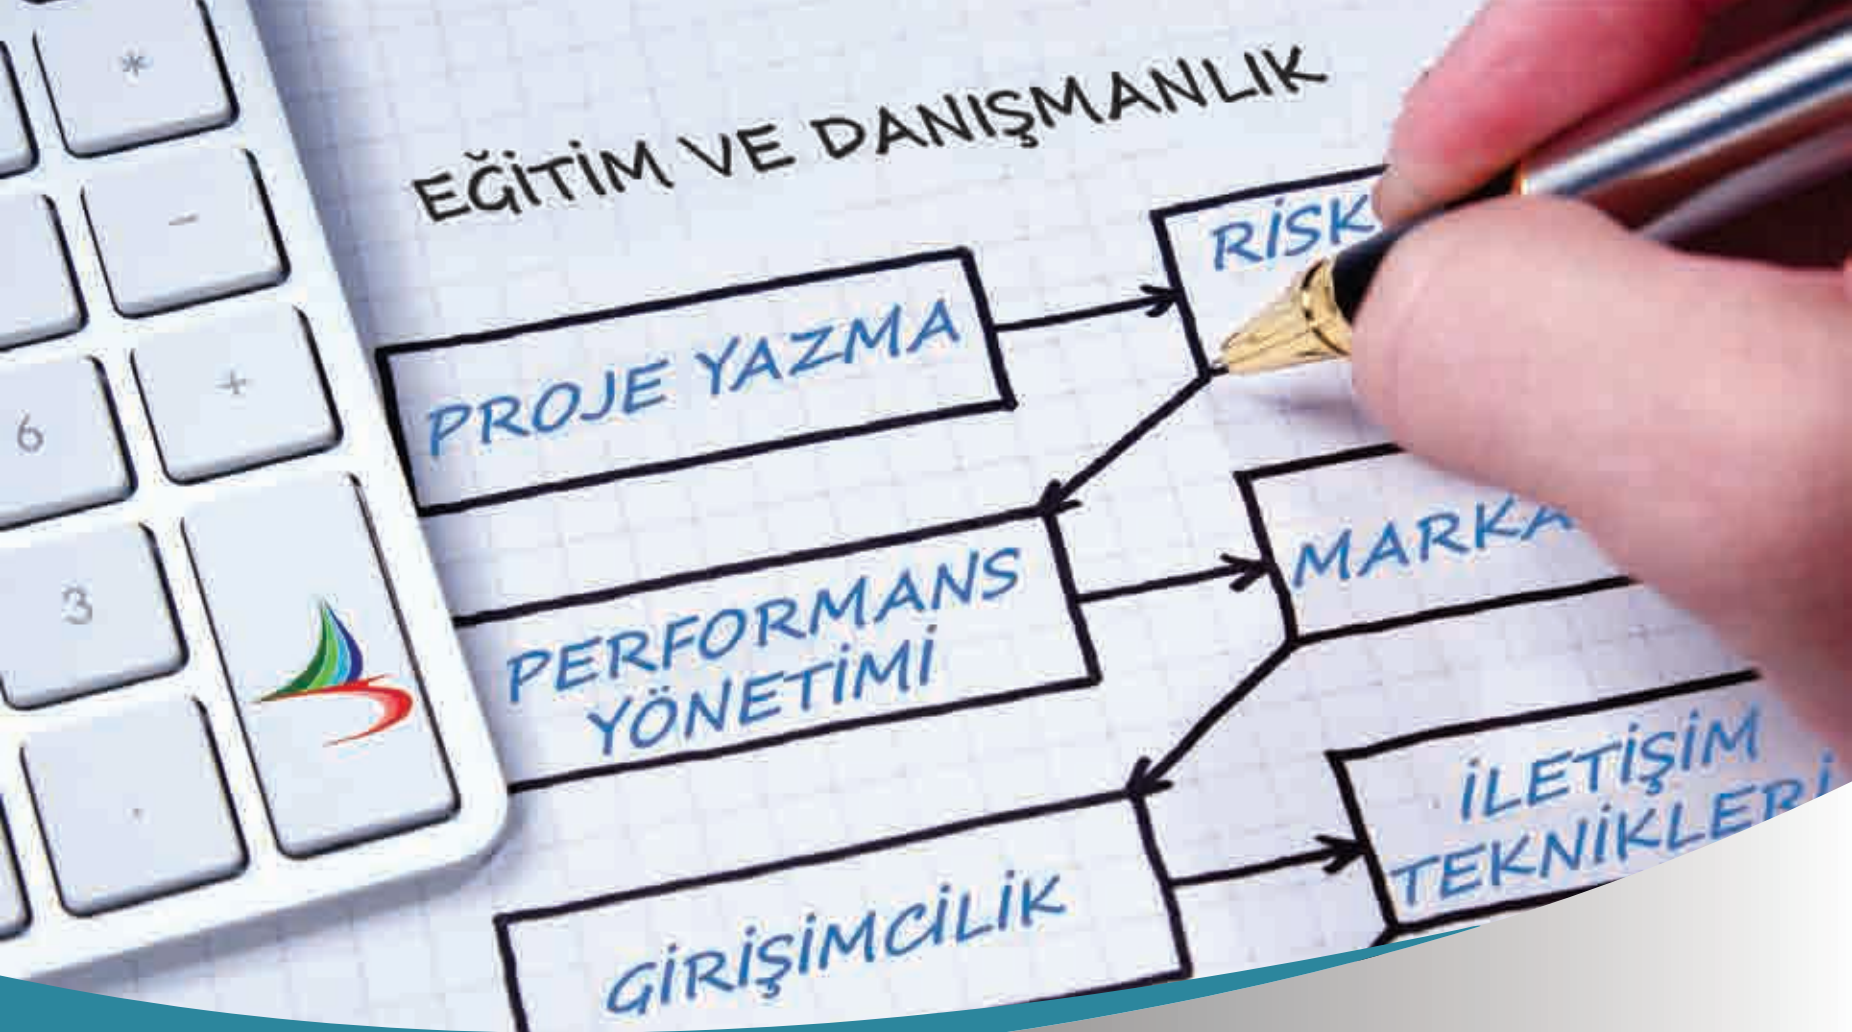 *
EĞİTİM VE DANIŞMANLIK
-
RİSK
+
PROJE YAZMA
6
MARKA
PERFORMANS
YÖNETİMİ
3
İLETİŞİM
TEKNİKLERİ
.
GİRİŞİMCİLİK